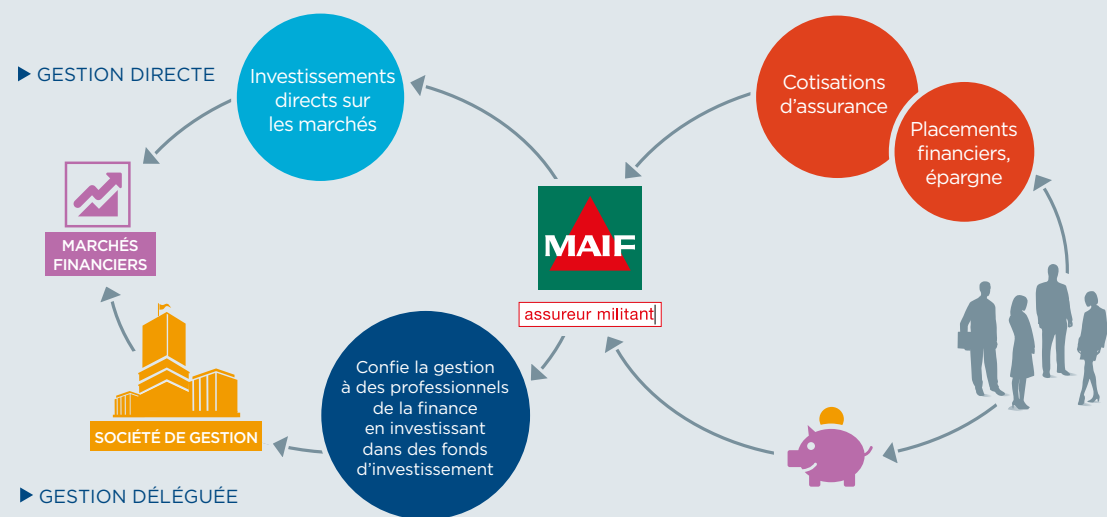 GESTION DIRECTE
Investissements
directs sur
les marchés
Cotisations
d'assurance
Placements
financiers,
épargne
MARCHÉS
FINANCIERS
MAIF
assureur militant
Confie la gestion
à des professionnels
de la finance
en investissant
dans des fonds
d'investissement
SOCIÉTÉ DE GESTION
GESTION DÉLÉGUÉE